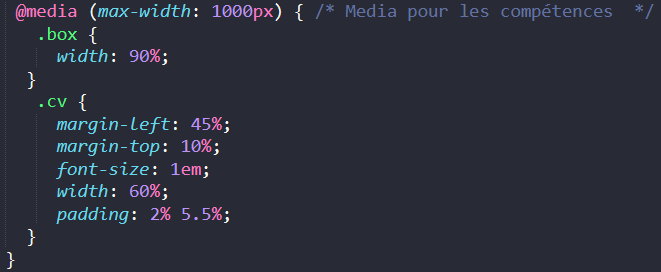 @media (max-width: 1000px) { /* Media pour les compétences  */
  .box {
    width: 90%;
  }
  .cv {
    margin-left: 45%;
    margin-top: 10%;
    font-size: 1em;
    width: 60%;
    padding: 2% 5.5%;
  }
}